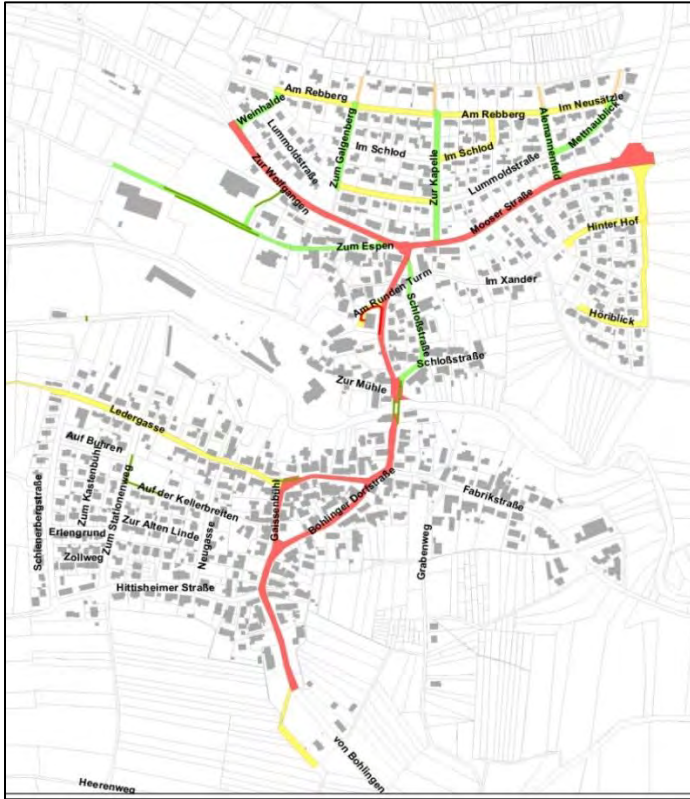 Am Rebberg
Weinhalde
Lummoldstraße
Zur Wolfgangen
Zum Galgenberg
Im Schlod
Zur Kapelle
Am Rebberg
Im Schlod
Lummoldstraße
Alemannenfeld
Im Neusätzle
Mettnaublick
Mooser Straße
Hinter Hof
Zum Espen
Am Runden Turm
Im Xander
Höriblick
Schloßstraße
Schloßstraße
Zur Mühle
Ledergasse
Auf Buhren
Zum Kastenbühl
Zum Stationenweg
Auf der Kellerbreiten
Gaissenbühl
Bohlinger Dorfstraße
Fabrikstraße
Schienerbergstraße
Erlengrund
Zur Alten Linde
Neugasse
Zollweg
Grabenweg
Hittisheimer Straße
von Bohlingen
Heerenweg